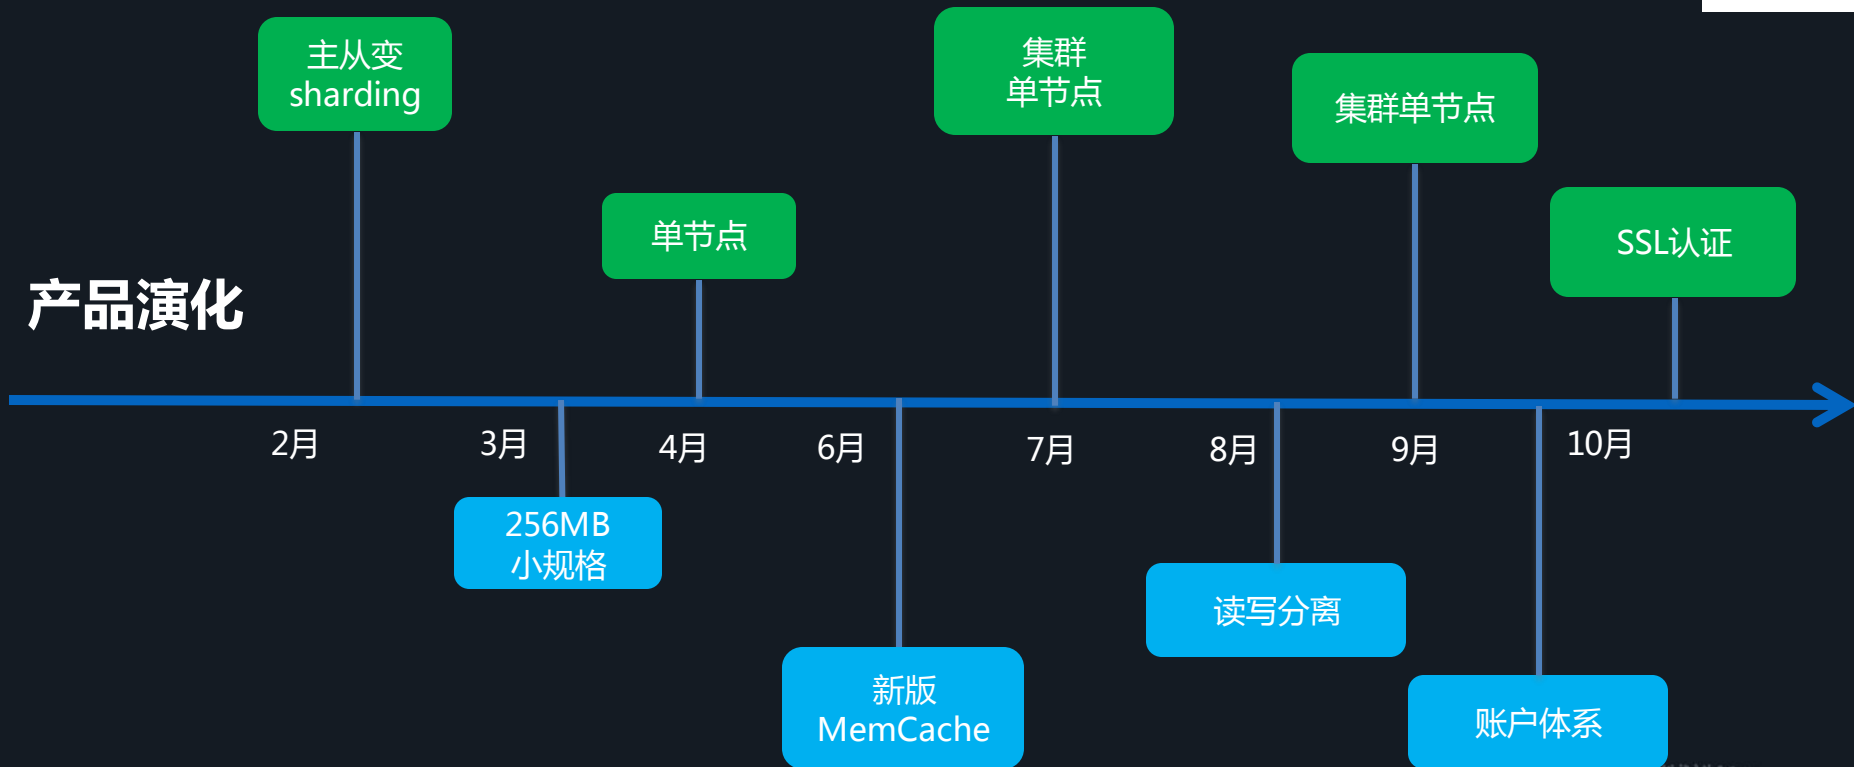 主从变
sharding
集群
单节点
集群单节点
单节点
SSL认证
产品演化
2月
3月
4月
6月
7月
8月
9月
10月
256MB
小规格
读写分离
新版
MemCache
账户体系